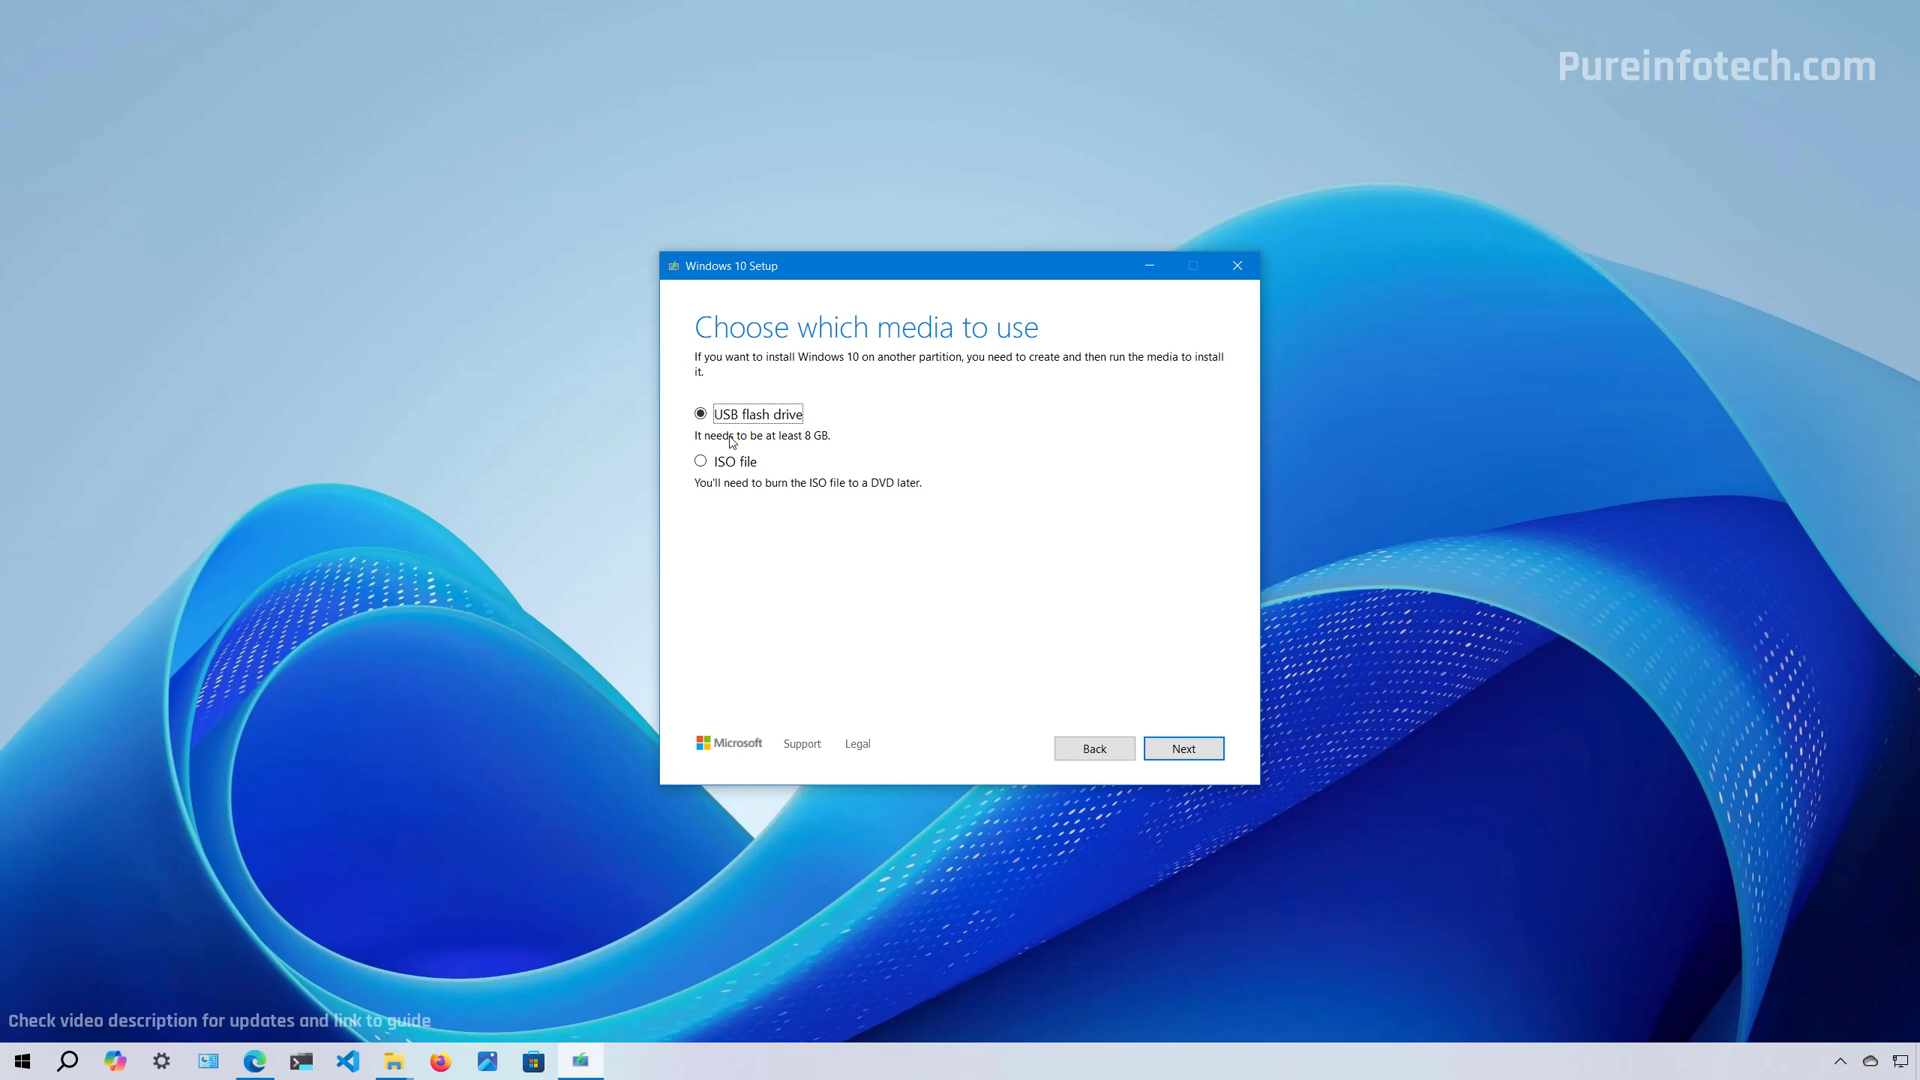 Pureinfotech.com
Windows 10 Setup
Choose which media to use
If you want to install Windows 10 on another partition, you need to create and then run the media to install
it.
USB flash drive
It needs to be at least 8 GB.
ISO file
You'll need to burn the ISO file to a DVD later.
Microsoft
Support
Legal
Back
Next
Check video description for updates and link to guide